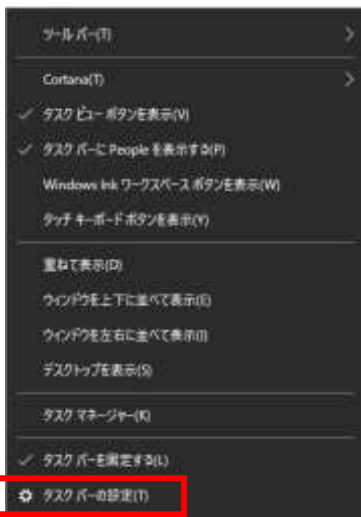 ツール バー(T)
Cortana(T)
タスク ビュー ボタンを表示(V)
タスク バーに People を表示する(P)
Windows Ink ワークスペース ボタンを表示(W)
タッチ キーボード ボタンを表示(Y)
重ねて表示(D)
ウィンドウを上下に並べて表示(E)
ウィンドウを左右に並べて表示(I)
デスクトップを表示(S)
タスク マネージャー(K)
タスク バーを固定する(L)
タスク バーの設定(T)